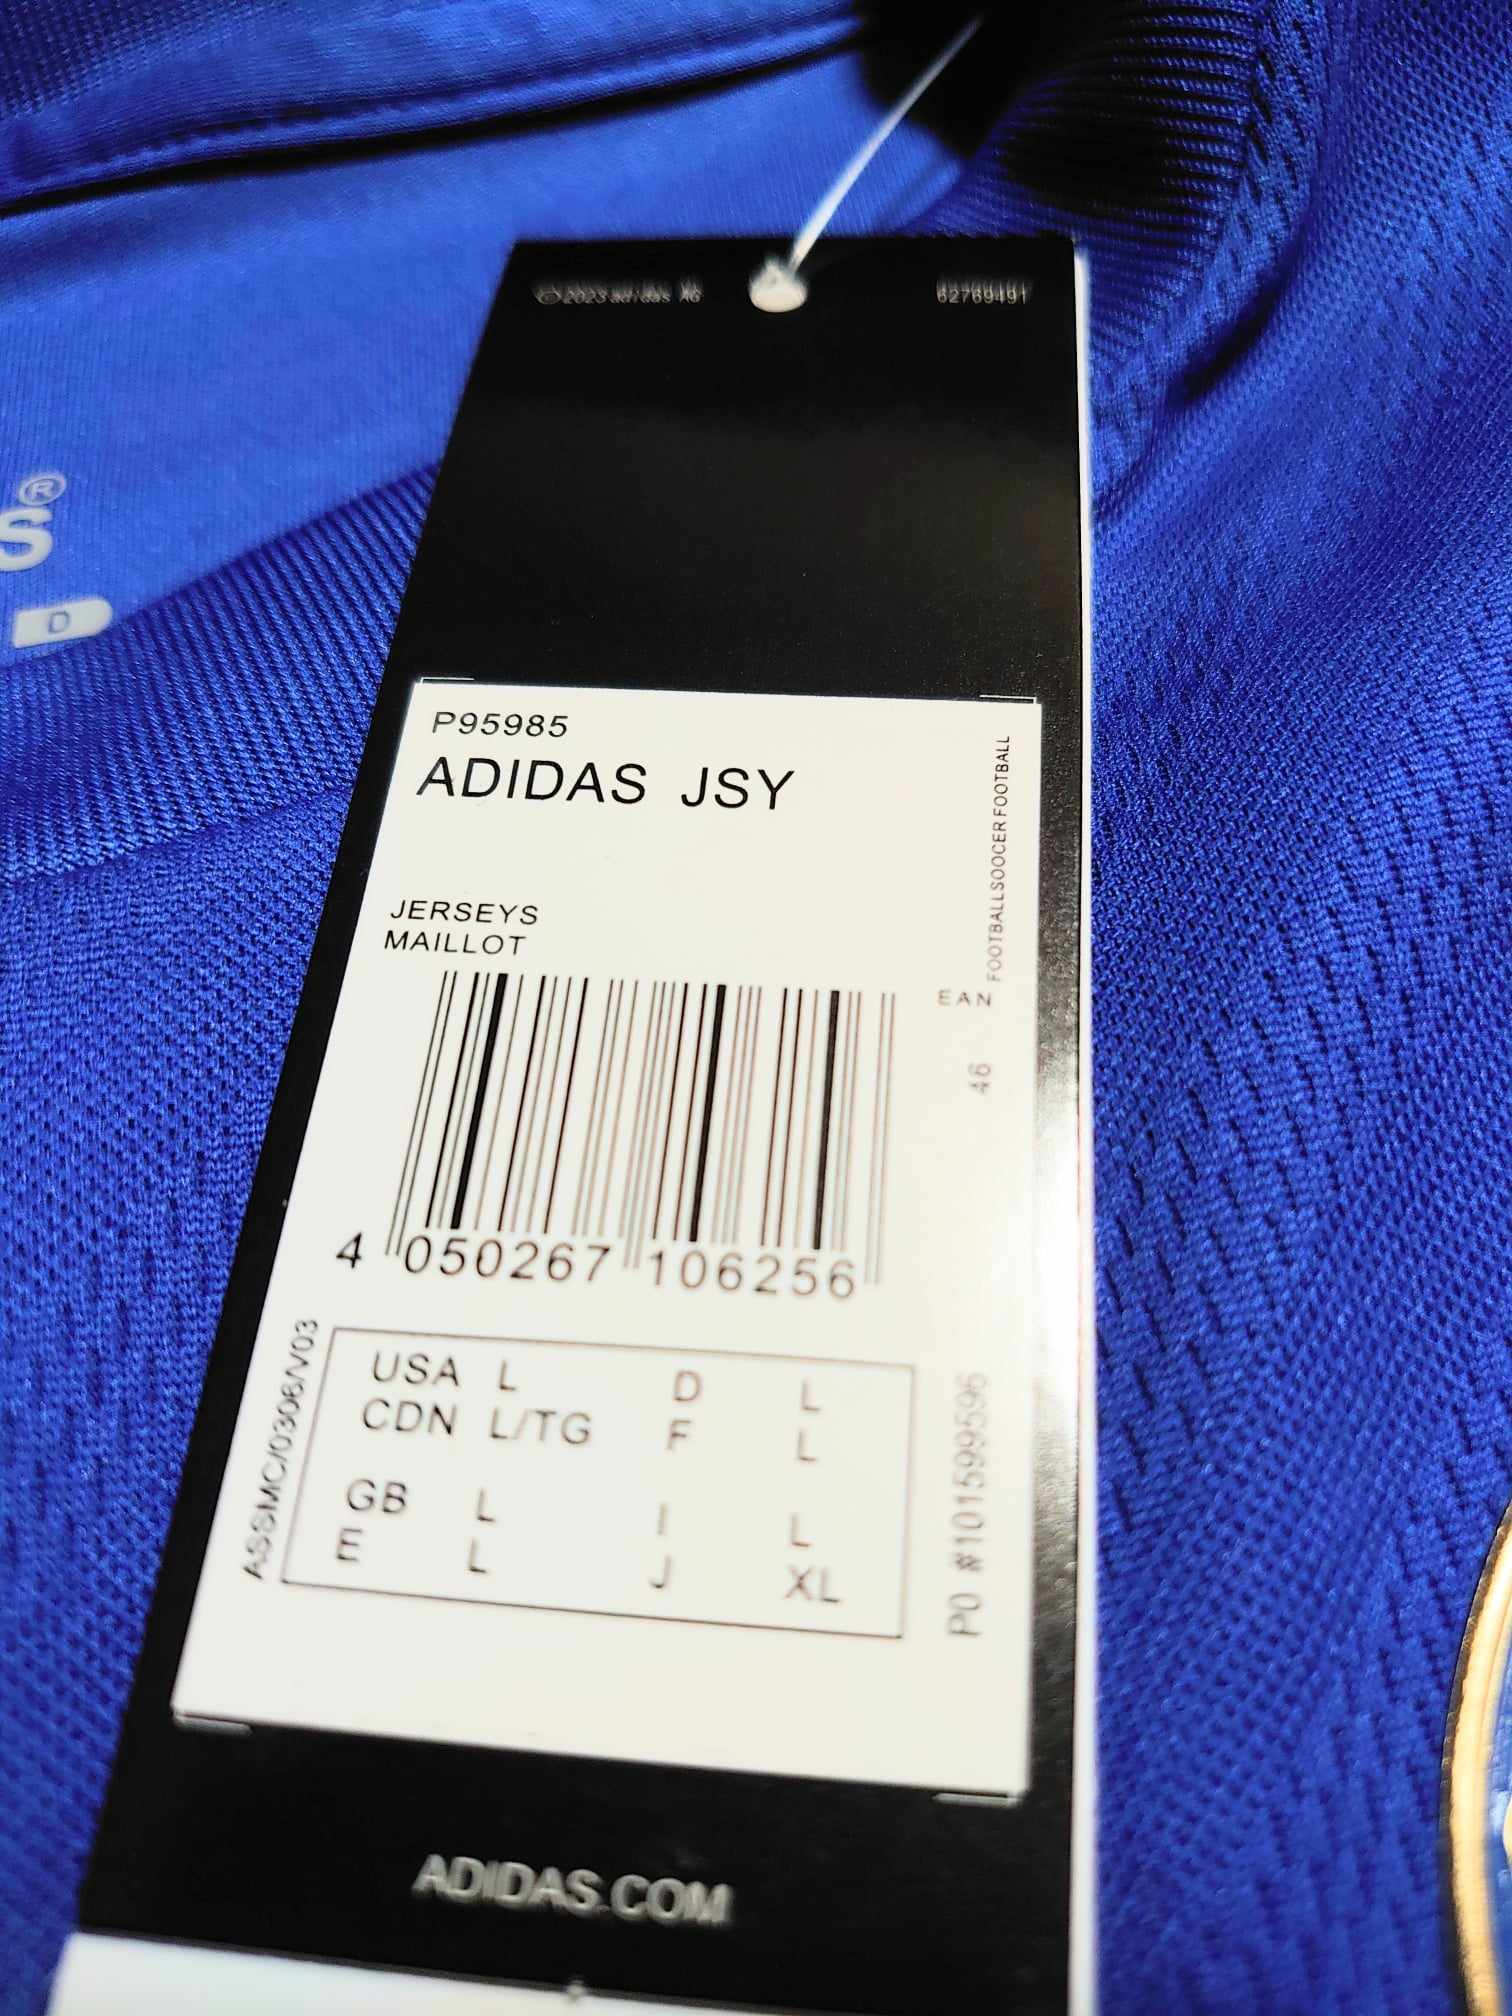 © 2023 adidas AG
62769491
S®
D
P95985
ADIDAS JSY
FOOTBALLSOCCER FOOTBALL
JERSEYS
MAILLOT
EAN
46
4 050267 106256
USA L D L
CDN L/TG F L
GB L I L
E L J XL
ASSMC/0306/V03
PO #1015999596
ADIDAS.COM